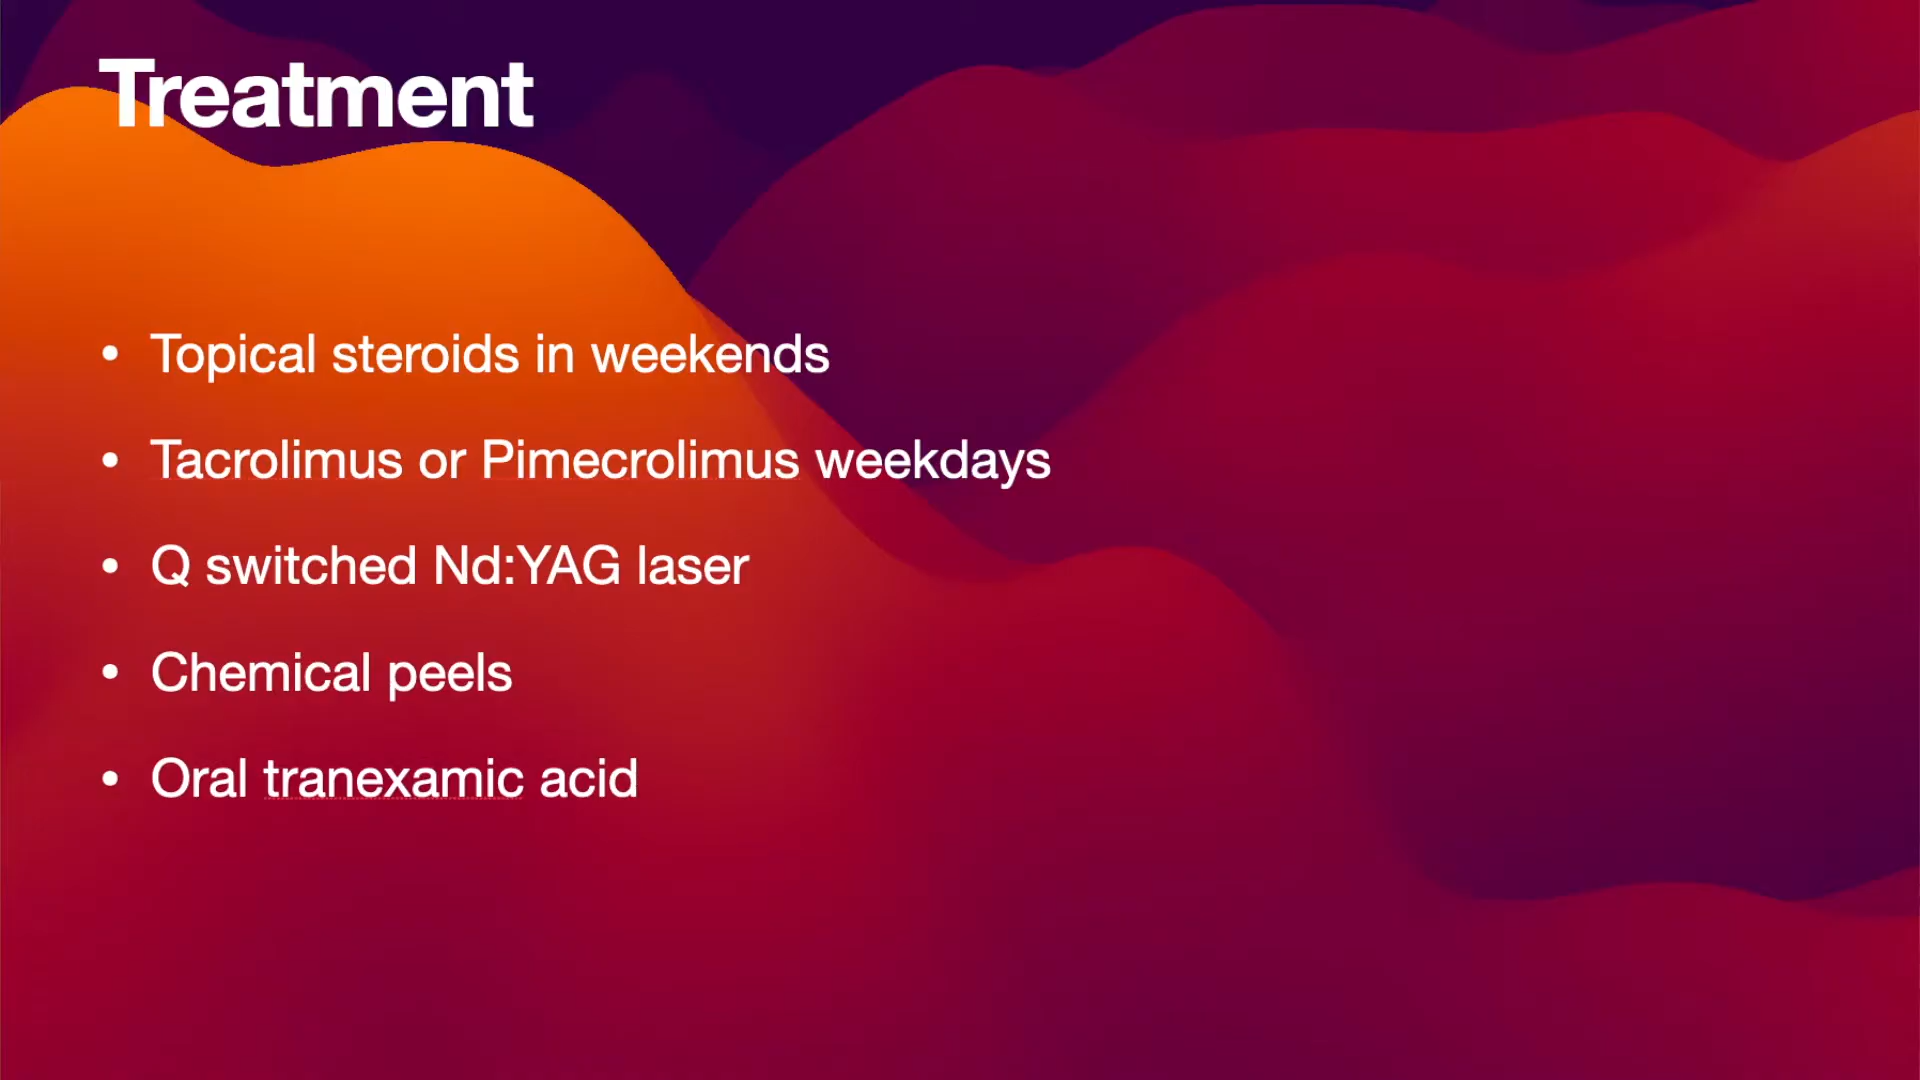 Treatment
• Topical steroids in weekends
• Tacrolimus or Pimecrolimus weekdays
• Q switched Nd:YAG laser
• Chemical peels
• Oral tranexamic acid